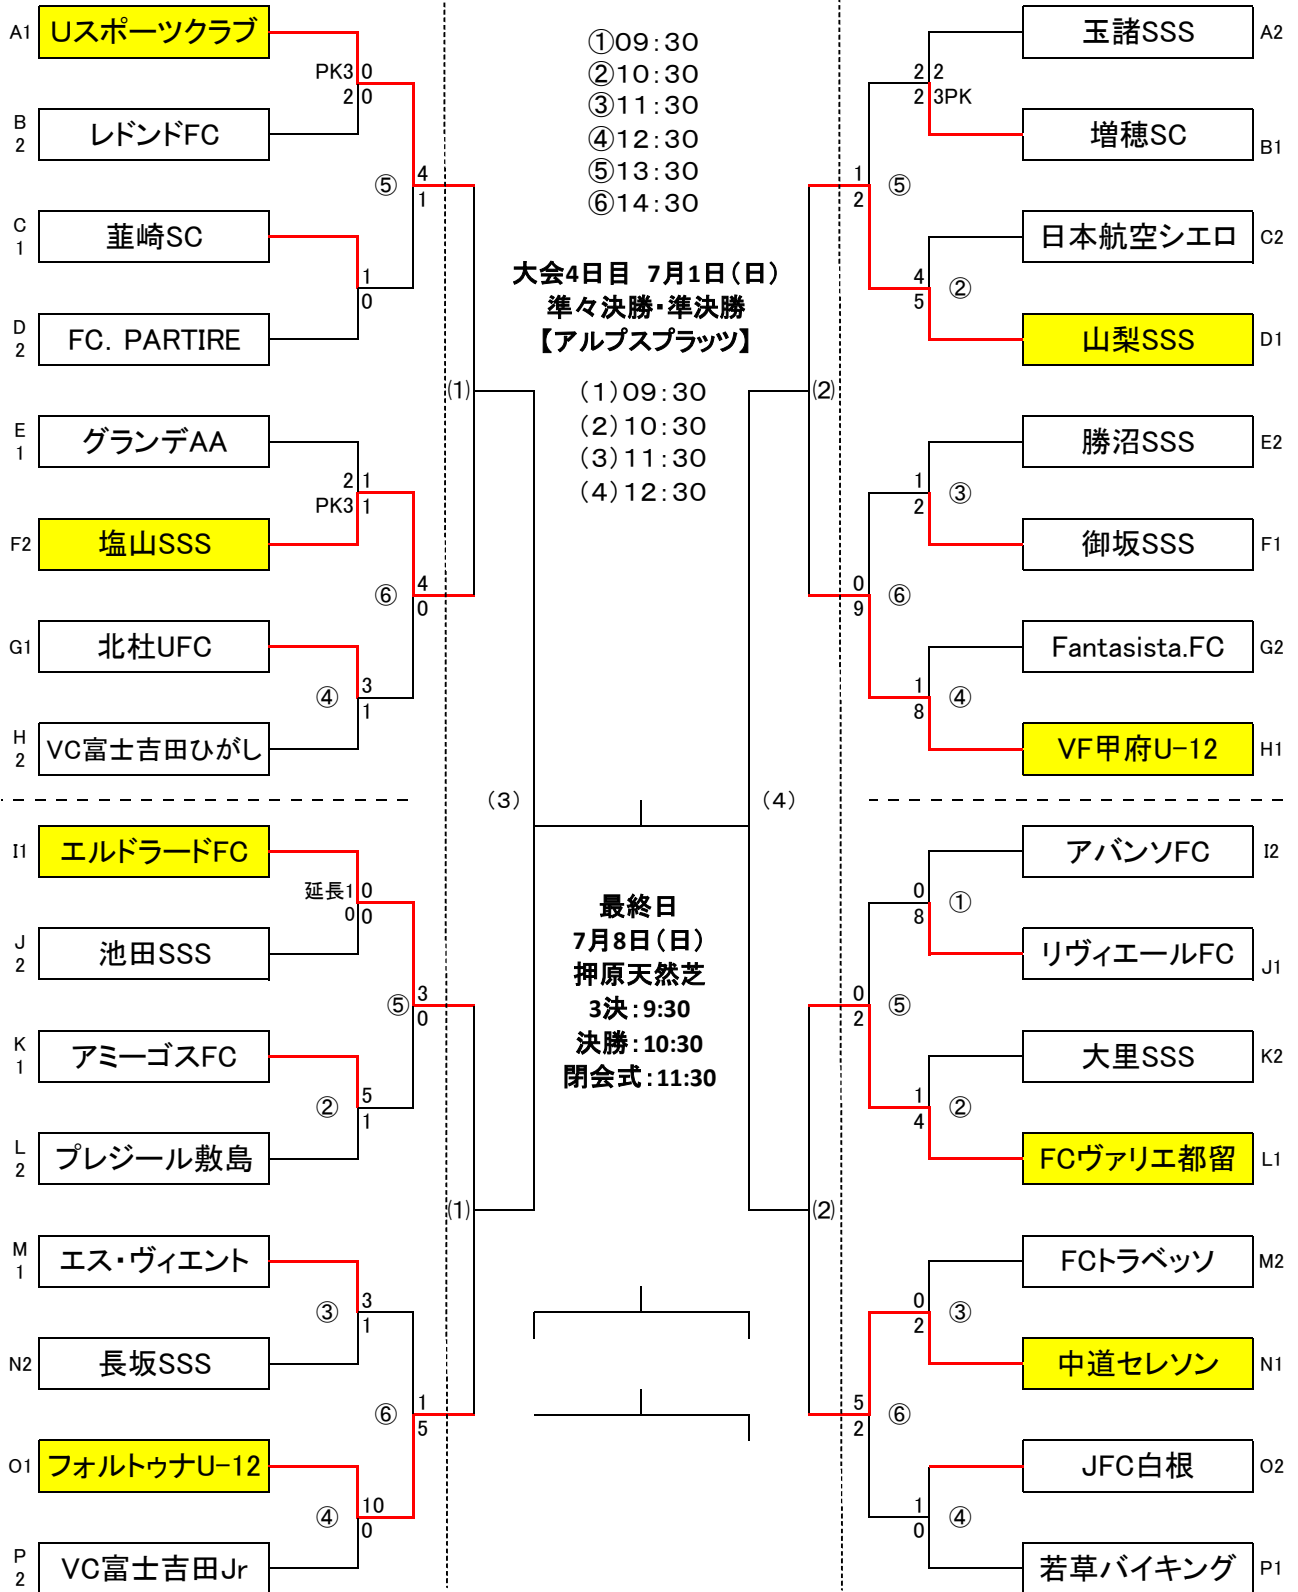 A1 Uスポーツクラブ
PK3 0
2 0
B2 レドンドFC
⑤ 4
1
C1 韮崎SC
1
0
D2 FC. PARTIRE
(1)
E1 グランデAA
2 1
PK3 1
F2 塩山SSS
⑥ 4
0
G1 北杜UFC
④ 3
1
H2 VC富士吉田ひがし
(3)
I1 エルドラードFC
延長1 0
0 0
J2 池田SSS
⑤ 3
0
K1 アミーゴスFC
② 5
1
L2 プレジール敷島
(1)
M1 エス・ヴィエント
③ 3
1
N2 長坂SSS
⑥ 1
5
O1 フォルトゥナU-12
④ 10
0
P2 VC富士吉田Jr
①09:30
②10:30
③11:30
④12:30
⑤13:30
⑥14:30
大会4日目 7月1日(日)
準々決勝・準決勝
【アルプスプラッツ】
(1)09:30
(2)10:30
(3)11:30
(4)12:30
最終日
7月8日(日)
押原天然芝
3決:9:30
決勝:10:30
閉会式:11:30
玉諸SSS A2
2 2
2 3PK
増穂SC B1
1 ⑤
2
日本航空シエロ C2
4 ②
5
山梨SSS D1
(2)
勝沼SSS E2
1 ③
2
御坂SSS F1
0 ⑥
9
Fantasista.FC G2
1 ④
8
VF甲府U-12 H1
(4)
アバンソFC I2
0 ①
8
リヴィエールFC J1
0 ⑤
2
大里SSS K2
1 ②
4
FCヴァリエ都留 L1
(2)
FCトラベッソ M2
0 ③
2
中道セレソン N1
5 ⑥
2
JFC白根 O2
1 ④
0
若草バイキング P1